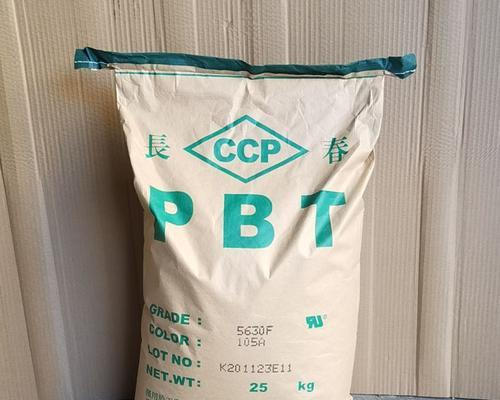 長 CCP 春
PBT
GRADE : 5630F
COLOR : 105A
LOT NO : K201123E11
NET.WT: 25 kg